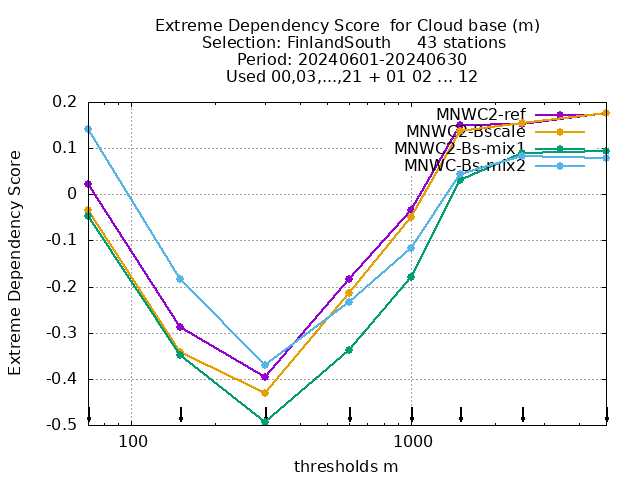 Extreme Dependency Score  for Cloud base (m)
Selection: FinlandSouth     43 stations
Period: 20240601-20240630
Used 00,03,...,21 + 01 02 ... 12
Extreme Dependency Score
0.2
0.1
0
-0.1
-0.2
-0.3
-0.4
-0.5
MNWC2-ref
MNWC2-Bscale
MNWC2-Bs-mix1
MNWC-Bs-mix2
100
1000
thresholds m